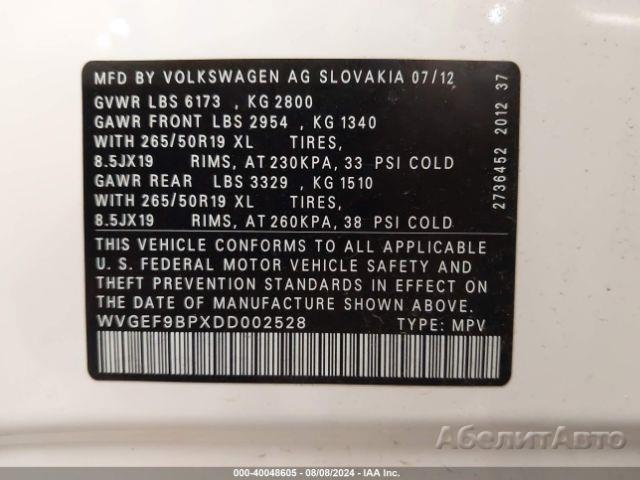 MFD BY VOLKSWAGEN AG SLOVAKIA 07/12
GVWR LBS 6173 , KG 2800
GAWR FRONT LBS 2954 , KG 1340
WITH 265/50R19 XL TIRES,
8.5JX19 RIMS, AT 230KPA, 33 PSI COLD
GAWR REAR LBS 3329 , KG 1510
WITH 265/50R19 XL TIRES,
8.5JX19 RIMS, AT 260KPA, 38 PSI COLD
THIS VEHICLE CONFORMS TO ALL APPLICABLE
U. S. FEDERAL MOTOR VEHICLE SAFETY AND
THEFT PREVENTION STANDARDS IN EFFECT ON
THE DATE OF MANUFACTURE SHOWN ABOVE.
WVGEF9BPXDD002528 TYPE: MPV
2736452 2012 37
АбелитАвто
000-40048605 - 08/08/2024 - IAA Inc.